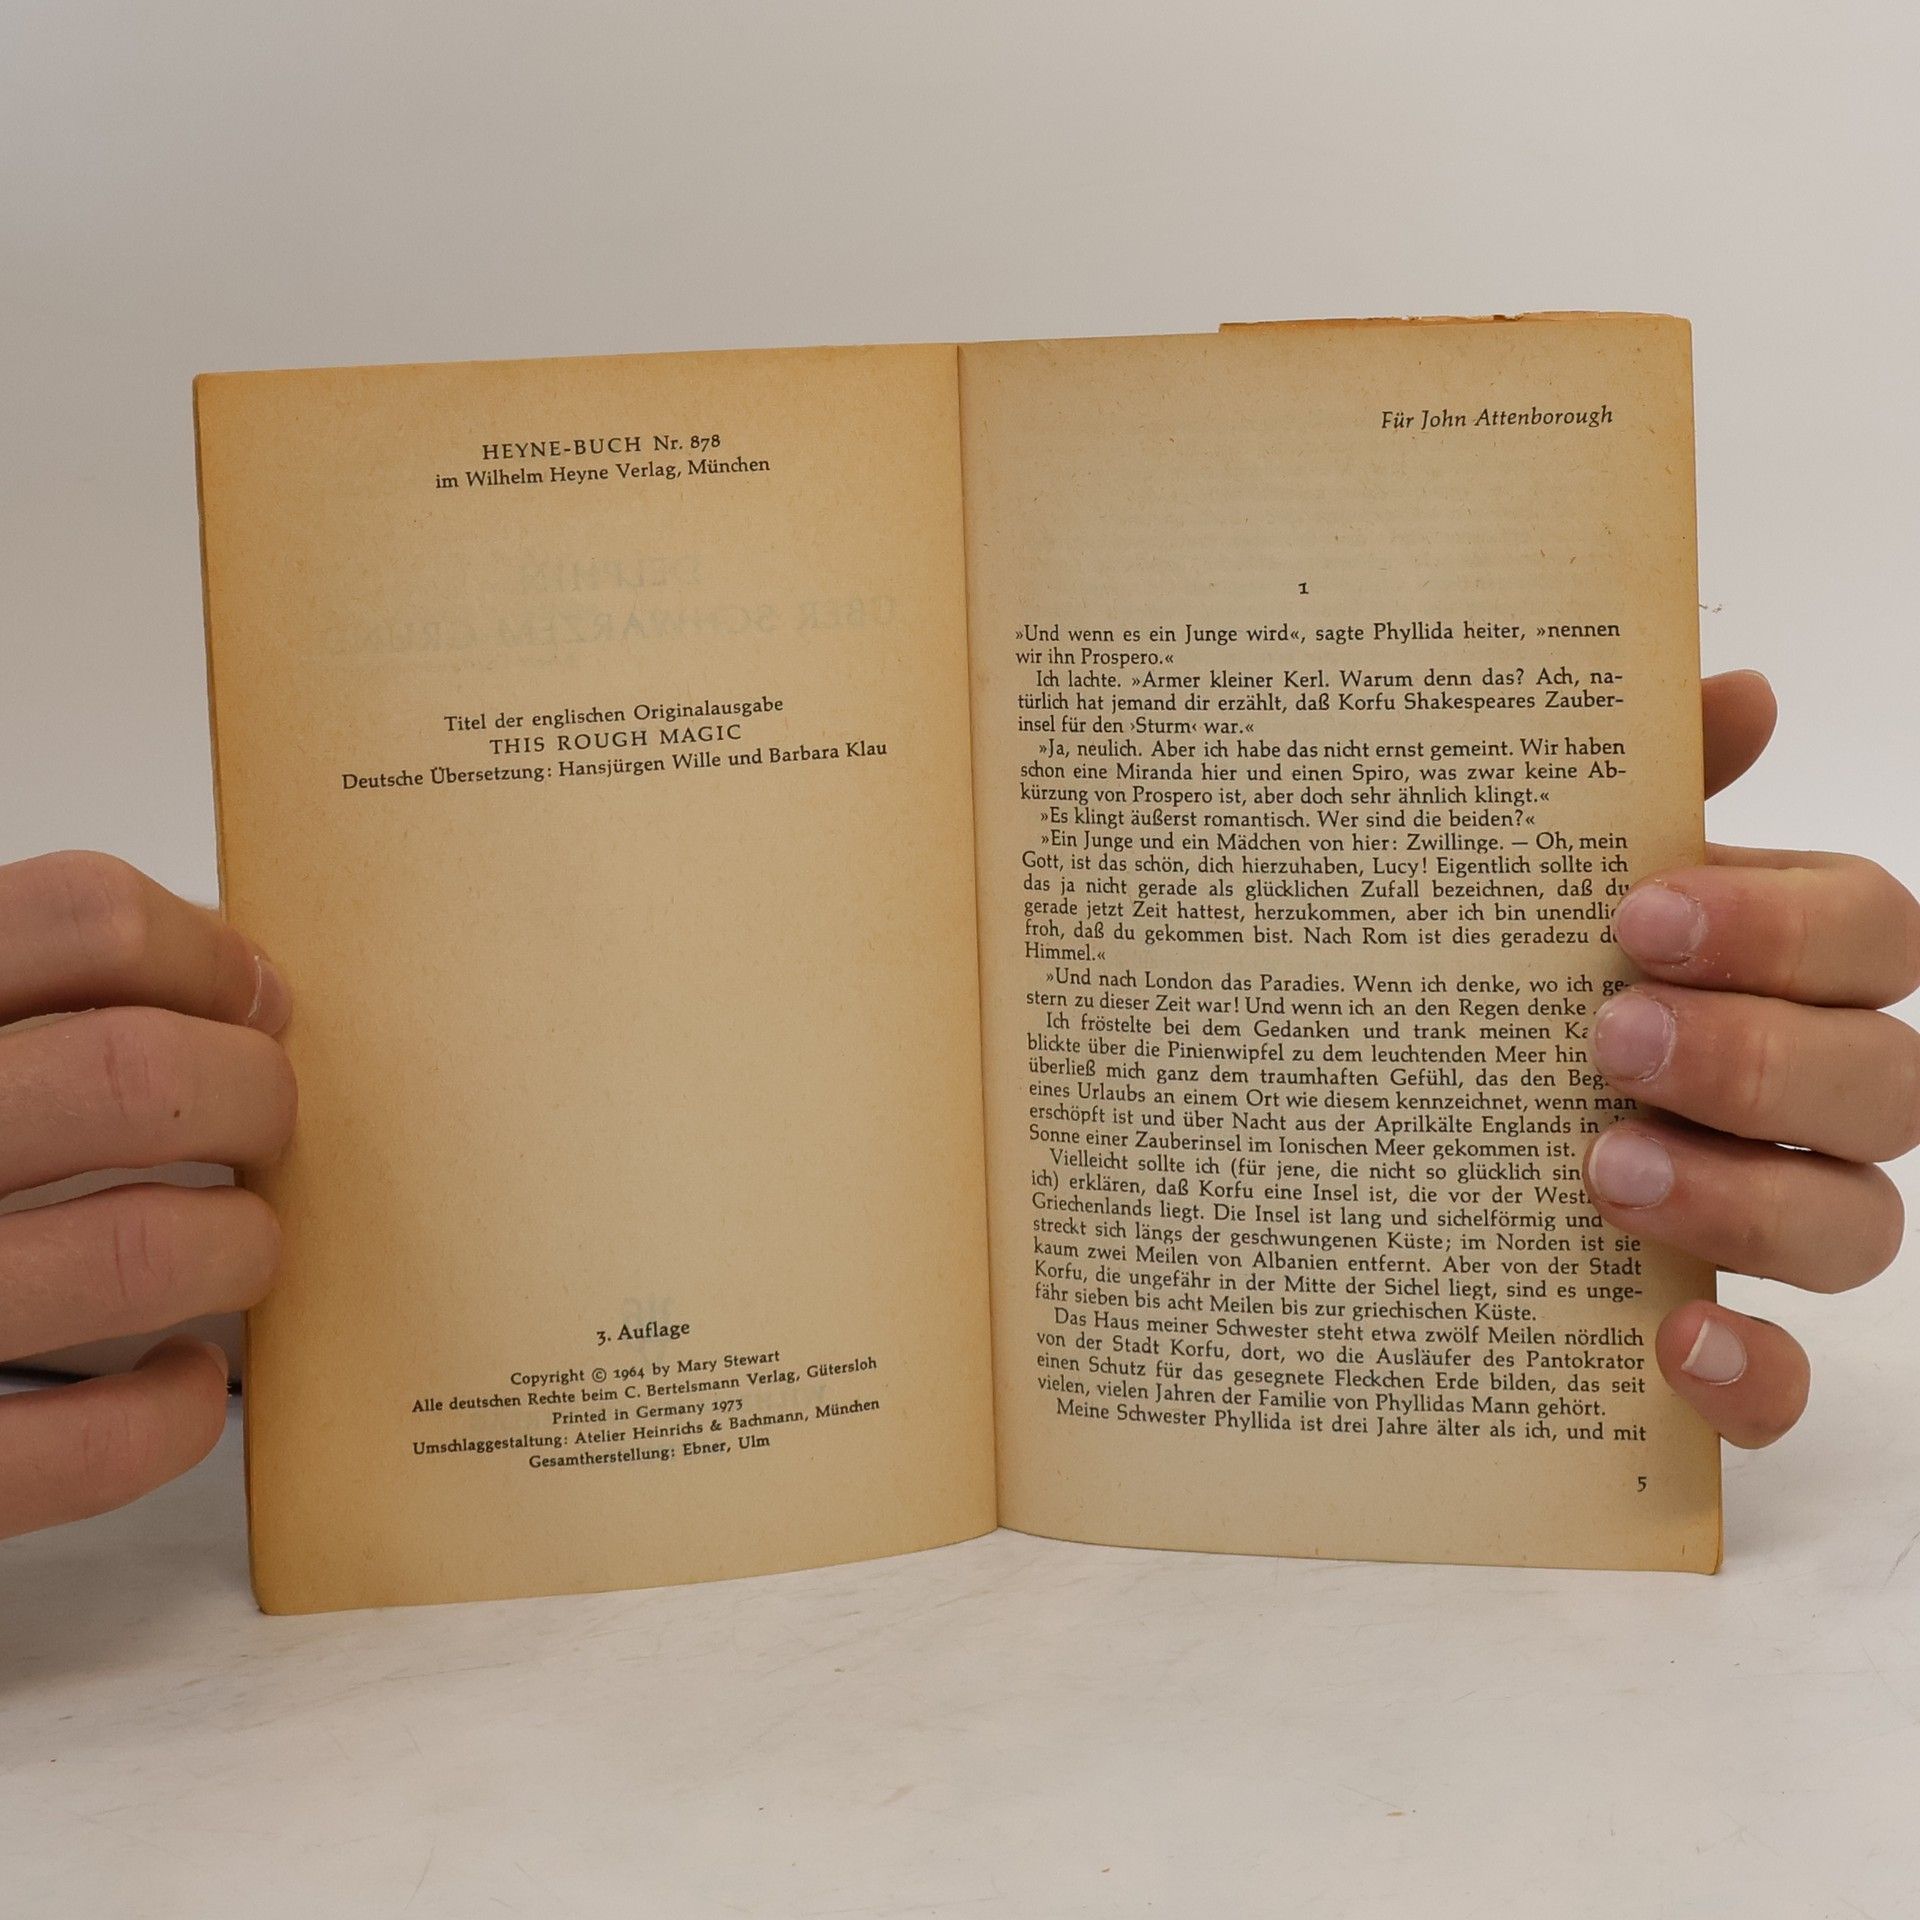 HEYNE-BUCH Nr. 878
im Wilhelm Heyne Verlag, München
Titel der englischen Originalausgabe
THIS ROUGH MAGIC
Deutsche Übersetzung: Hansjürgen Wille und Barbara Klau
3. Auflage
Copyright © 1964 by Mary Stewart
Alle deutschen Rechte beim C. Bertelsmann Verlag, Gütersloh
Printed in Germany 1973
Umschlaggestaltung: Atelier Heinrichs & Bachmann, München
Gesamtherstellung: Ebner, Ulm
Für John Attenborough
1
»Und wenn es ein Junge wird«, sagte Phyllida heiter, »nennen
wir ihn Prospero.«
Ich lachte. »Armer kleiner Kerl. Warum denn das? Ach, na-
türlich hat jemand dir erzählt, daß Korfu Shakespeares Zauber-
insel für den ›Sturm‹ war.«
»Ja, neulich. Aber ich habe das nicht ernst gemeint. Wir haben
schon eine Miranda hier und einen Spiro, was zwar keine Ab-
kürzung von Prospero ist, aber doch sehr ähnlich klingt.«
»Es klingt äußerst romantisch. Wer sind die beiden?«
»Ein Junge und ein Mädchen von hier: Zwillinge. — Oh, mein
Gott, ist das schön, dich hierzuhaben, Lucy! Eigentlich sollte ich
das ja nicht gerade als glücklichen Zufall bezeichnen, daß du
gerade jetzt Zeit hattest, herzukommen, aber ich bin unendlich
froh, daß du gekommen bist. Nach Rom ist dies geradezu
Himmel.«
»Und nach London das Paradies. Wenn ich denke, wo ich ge-
stern zu dieser Zeit war! Und wenn ich an den Regen denke
Ich fröstelte bei dem Gedanken und trank meinen
blickte über die Pinienwipfel zu dem leuchtenden Meer hin
überließ mich ganz dem traumhaften Gefühl, das den
eines Urlaubs an einem Ort wie diesem kennzeichnet, wenn man
erschöpft ist und über Nacht aus der Aprilkälte Englands in
Sonne einer Zauberinsel im Ionischen Meer gekommen ist.
Vielleicht sollte ich (für jene, die nicht so glücklich
ich) erklären, daß Korfu eine Insel ist, die vor der
Griechenlands liegt. Die Insel ist lang und sichelförmig und
streckt sich längs der geschwungenen Küste; im Norden ist sie
kaum zwei Meilen von Albanien entfernt. Aber von der Stadt
Korfu, die ungefähr in der Mitte der Sichel liegt, sind es unge-
fähr sieben bis acht Meilen bis zur griechischen Küste.
Das Haus meiner Schwester steht etwa zwölf Meilen nördlich
von der Stadt Korfu, dort, wo die Ausläufer des Pantokrator
einen Schutz für das gesegnete Fleckchen Erde bilden, das seit
vielen, vielen Jahren der Familie von Phyllidas Mann gehört.
Meine Schwester Phyllida ist drei Jahre älter als ich, und mit
5